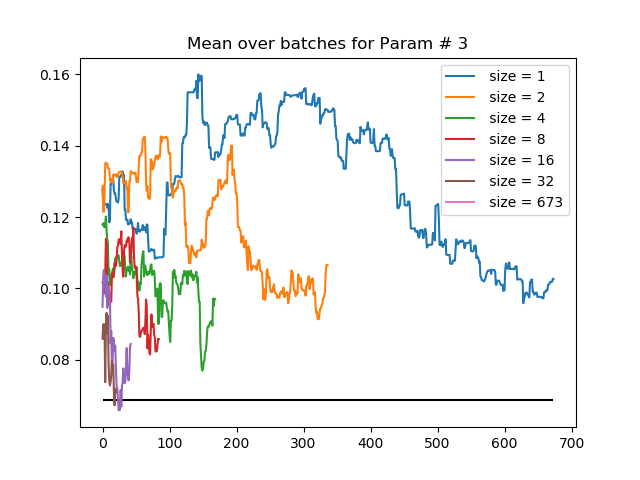 Mean over batches for Param # 3
0.16
0.14
0.12
0.10
0.08
0
100
200
300
400
500
600
700
size = 1
size = 2
size = 4
size = 8
size = 16
size = 32
size = 673